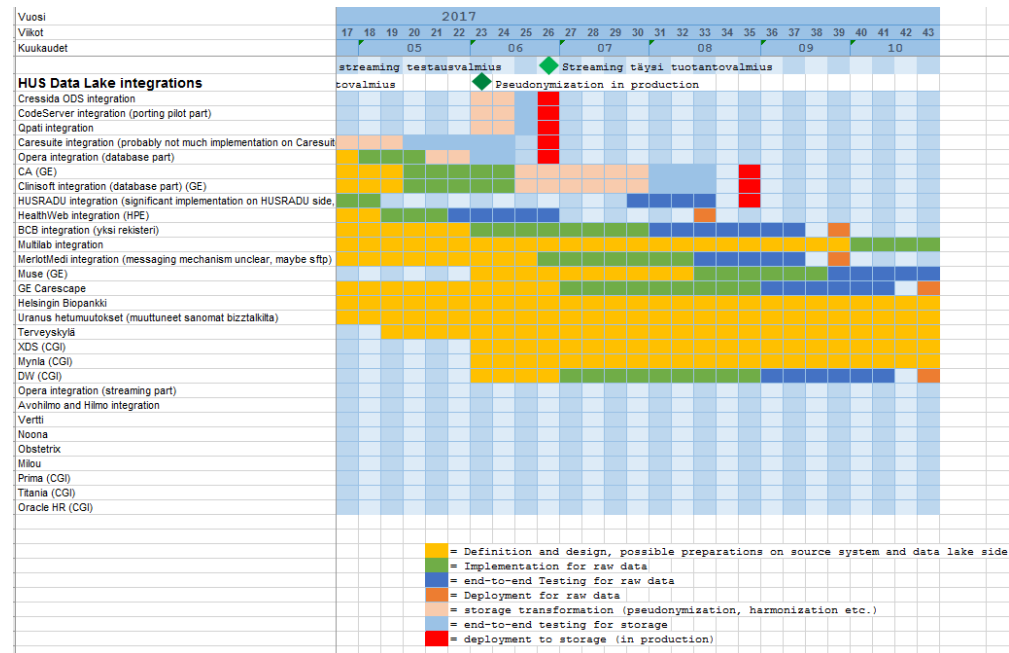 Vuosi 2017
Viikot 17 18 19 20 21 22 23 24 25 26 27 28 29 30 31 32 33 34 35 36 37 38 39 40 41 42 43
Kuukaudet 05 06 07 08 09 10
streaming testausvalmius Streaming täysi tuotantovalmius
HUS Data Lake integrations tovalmius Pseudonymization in production
Cressida ODS integration
CodeServer integration (porting pilot part)
Qpati integration
Caresuite integration (probably not much implementation on Caresuit
Opera integration (database part)
CA (GE)
Clinisoft integration (database part) (GE)
HUSRADU integration (significant implementation on HUSRADU side,
HealthWeb integration (HPE)
BCB integration (yksi rekisteri)
Multilab integration
MerlotMedi integration (messaging mechanism unclear, maybe sftp)
Muse (GE)
GE Carescape
Helsingin Biopankki
Uranus hetumuutokset (muuttuneet sanomat bizztalkilta)
Terveyskylä
XDS (CGI)
Mynla (CGI)
DW (CGI)
Opera integration (streaming part)
Avohilmo and Hilmo integration
Vertti
Noona
Obstetrix
Milou
Prima (CGI)
Titania (CGI)
Oracle HR (CGI)
= Definition and design, possible preparations on source system and data lake side
= Implementation for raw data
= end-to-end Testing for raw data
= Deployment for raw data
= storage transformation (pseudonymization, harmonization etc.)
= end-to-end testing for storage
= deployment to storage (in production)